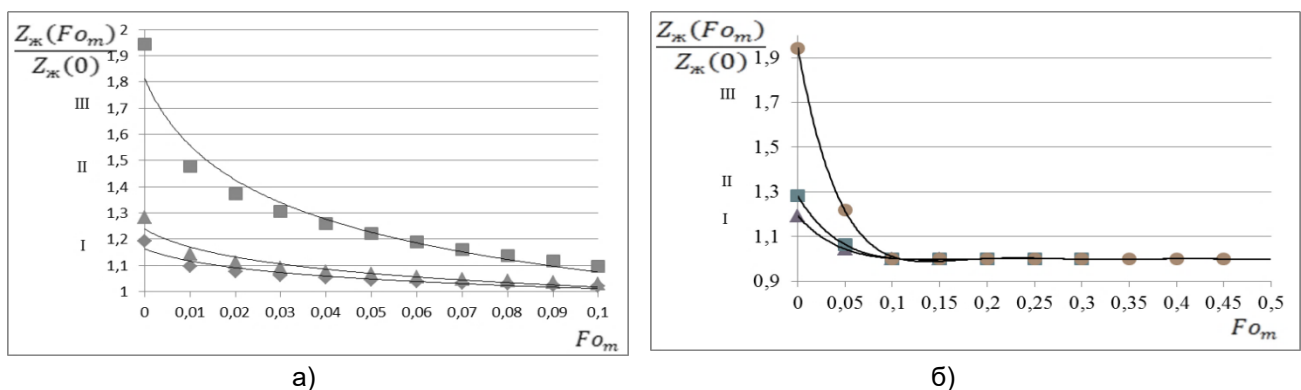 Zж(Fom)
Zж(0)
2
1,9
1,8
1,7
1,6
1,5
1,4
1,3
1,2
1,1
1
III
II
I
0 0,01 0,02 0,03 0,04 0,05 0,06 0,07 0,08 0,09 0,1
Fom
а)
Zж(Fom)
Zж(0)
1,9
1,7
1,5
1,3
1,1
0,9
III
II
I
0 0,05 0,1 0,15 0,2 0,25 0,3 0,35 0,4 0,45 0,5
Fom
б)